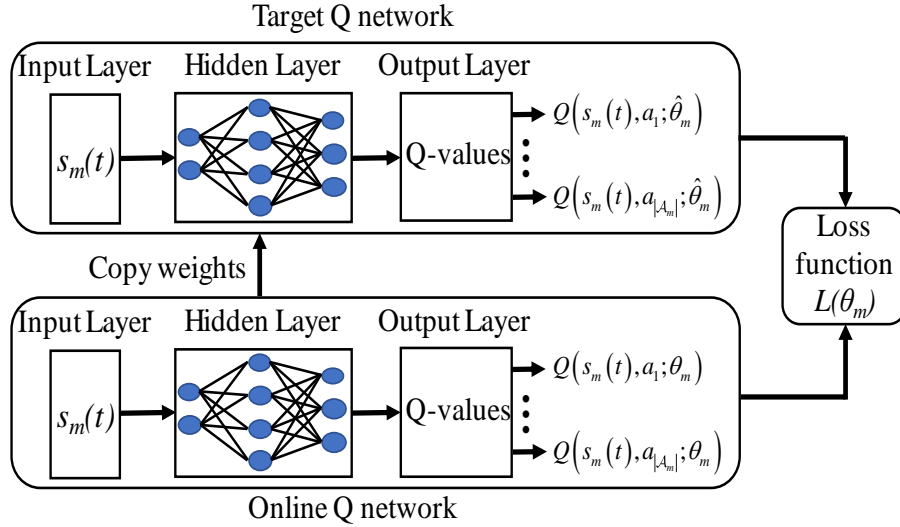 Target Q network
Input Layer Hidden Layer Output Layer
s_m(t)
Q-values
Q(s_m(t), a_1; θ̂_m)
Q(s_m(t), a_{|𝒜_m|}; θ̂_m)
Loss
function
L(θ_m)
Copy weights
Input Layer Hidden Layer Output Layer
s_m(t)
Q-values
Q(s_m(t), a_1; θ_m)
Q(s_m(t), a_{|𝒜_m|}; θ_m)
Online Q network